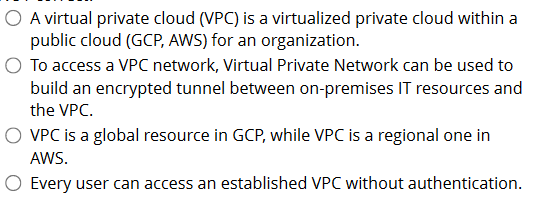 A virtual private cloud (VPC) is a virtualized private cloud within a
public cloud (GCP, AWS) for an organization.
To access a VPC network, Virtual Private Network can be used to
build an encrypted tunnel between on-premises IT resources and
the VPC.
VPC is a global resource in GCP, while VPC is a regional one in
AWS.
Every user can access an established VPC without authentication.